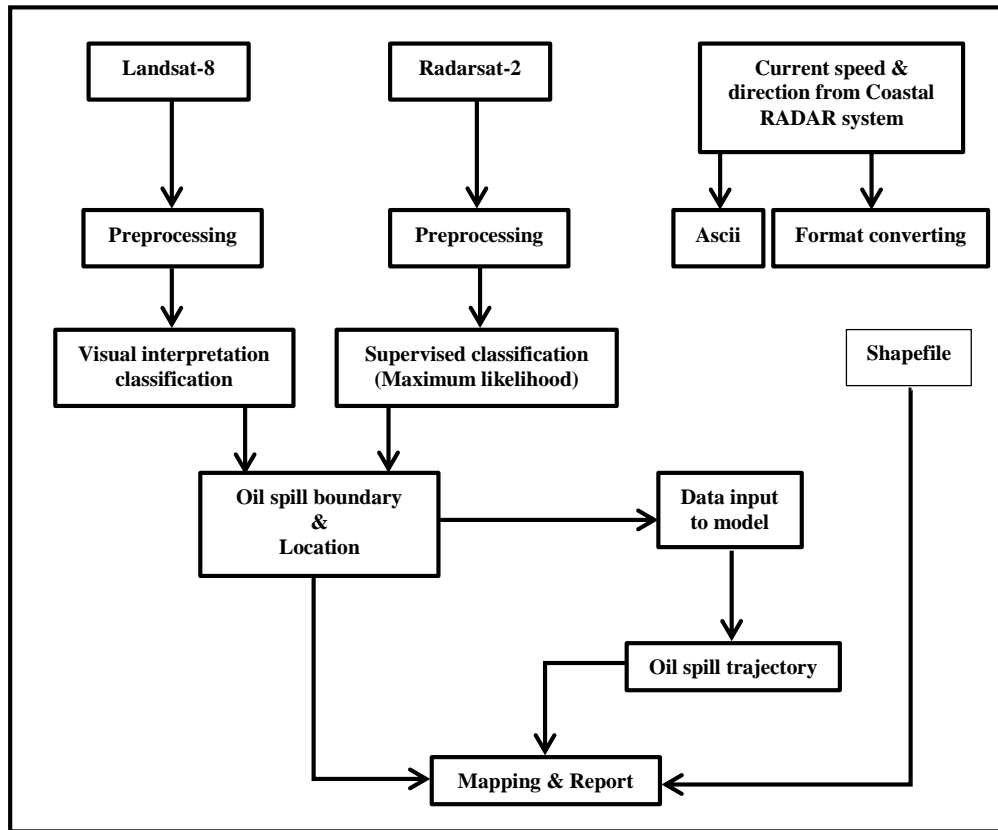 Landsat-8
Radarsat-2
Current speed &
direction from Coastal
RADAR system
Preprocessing
Preprocessing
Ascii
Format converting
Visual interpretation
classification
Supervised classification
(Maximum likelihood)
Shapefile
Oil spill boundary
&
Location
Data input
to model
Oil spill trajectory
Mapping & Report